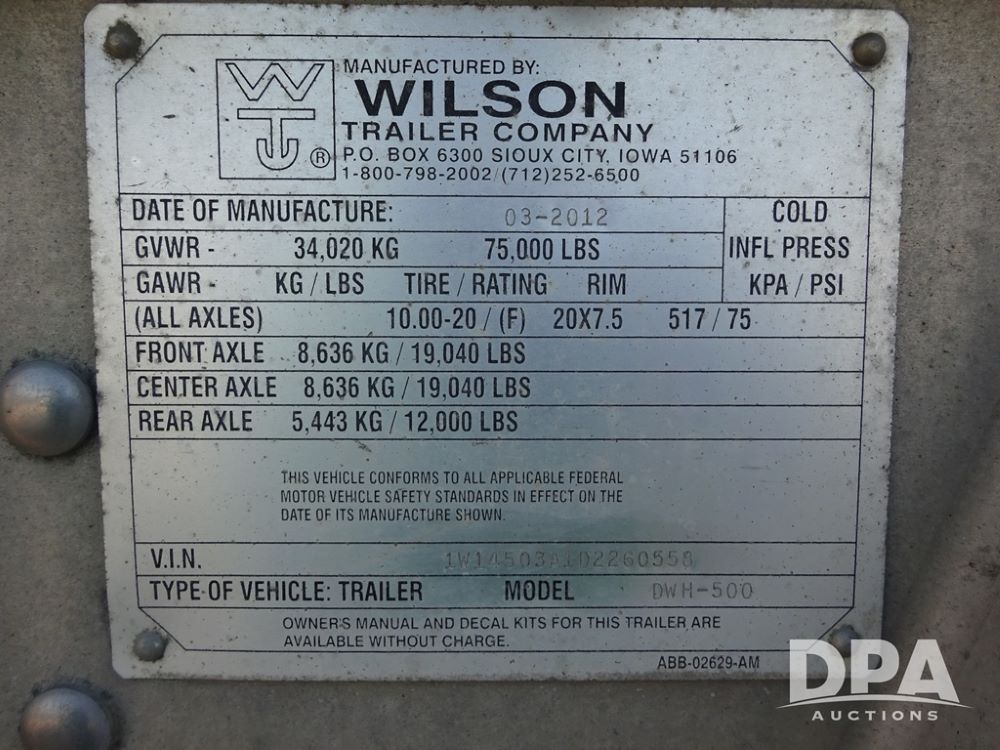 MANUFACTURED BY:
WILSON
TRAILER COMPANY
P.O. BOX 6300 SIOUX CITY, IOWA 51106
1-800-798-2002/(712)252-6500
WT ®
DATE OF MANUFACTURE: 03-2012 COLD
GVWR - 34,020 KG 75,000 LBS INFL PRESS
GAWR - KG / LBS TIRE / RATING RIM KPA / PSI
(ALL AXLES) 10.00-20 / (F) 20X7.5 517 / 75
FRONT AXLE 8,636 KG / 19,040 LBS
CENTER AXLE 8,636 KG / 19,040 LBS
REAR AXLE 5,443 KG / 12,000 LBS
THIS VEHICLE CONFORMS TO ALL APPLICABLE FEDERAL
MOTOR VEHICLE SAFETY STANDARDS IN EFFECT ON THE
DATE OF ITS MANUFACTURE SHOWN.
V.I.N. 1W14503A1D2260558
TYPE OF VEHICLE: TRAILER MODEL DWH-500
OWNER'S MANUAL AND DECAL KITS FOR THIS TRAILER ARE
AVAILABLE WITHOUT CHARGE.
ABB-02629-AM
DPA
AUCTIONS